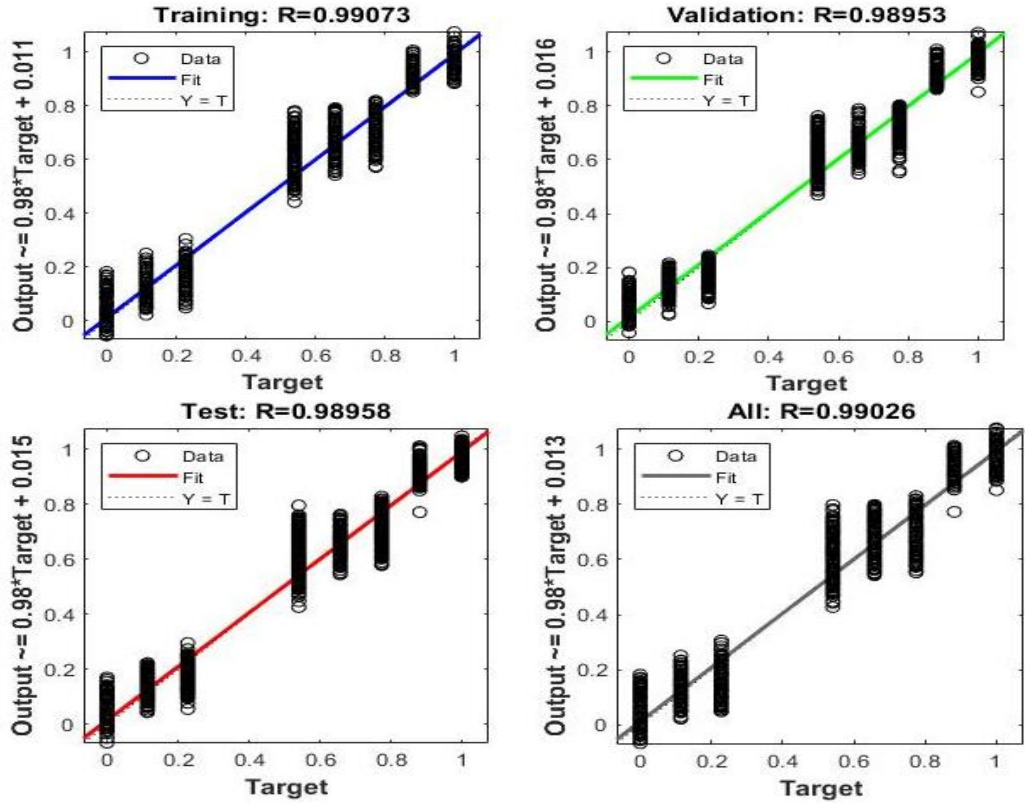 Training: R=0.99073
Output ~= 0.98*Target + 0.011
1
0.8
0.6
0.4
0.2
0
Data
Fit
Y = T
0
0.2
0.4
0.6
0.8
1
Target
Validation: R=0.98953
Output ~= 0.98*Target + 0.016
1
0.8
0.6
0.4
0.2
0
Data
Fit
Y = T
0
0.2
0.4
0.6
0.8
1
Target
Test: R=0.98958
Output ~= 0.98*Target + 0.015
1
0.8
0.6
0.4
0.2
0
Data
Fit
Y = T
0
0.2
0.4
0.6
0.8
1
Target
All: R=0.99026
Output ~= 0.98*Target + 0.013
1
0.8
0.6
0.4
0.2
0
Data
Fit
Y = T
0
0.2
0.4
0.6
0.8
1
Target